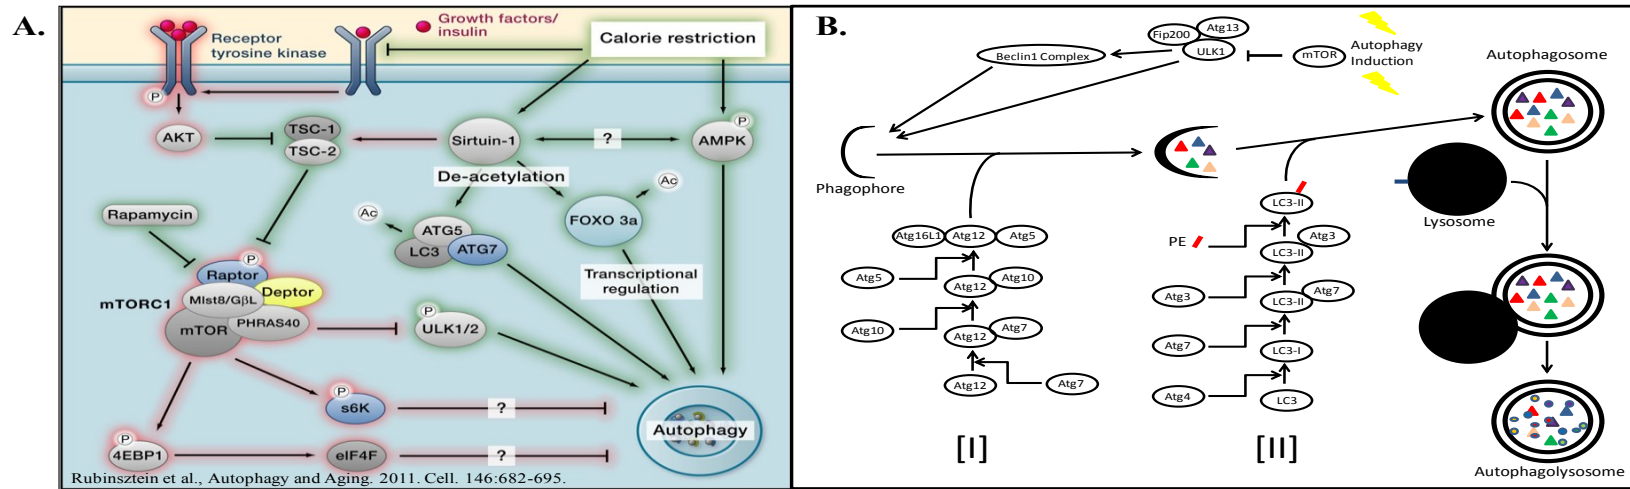 A.
Growth factors/
insulin
Receptor
tyrosine kinase
Calorie restriction
P
AKT
TSC-1
TSC-2
Sirtuin-1
?
P
AMPK
De-acetylation
Ac
Ac
FOXO 3a
ATG5
LC3
ATG7
Rapamycin
Transcriptional
regulation
P
Raptor
Deptor
mTORC1
Mlst8/GβL
mTOR
PHRAS40
P
ULK1/2
P
s6K
?
Autophagy
P
4EBP1
eIF4F
?
Rubinsztein et al., Autophagy and Aging. 2011. Cell. 146:682-695.
B.
Fip200
Atg13
ULK1
Beclin1 Complex
mTOR
Autophagy
Induction
Autophagosome
Phagophore
Lysosome
Atg16L1
Atg12
Atg5
Atg5
Atg12
Atg10
Atg10
Atg12
Atg7
Atg12
Atg7
[I]
LC3-II
PE
LC3-II
Atg3
Atg3
LC3-II
Atg7
Atg7
LC3-I
Atg4
LC3
[II]
Autophagolysosome